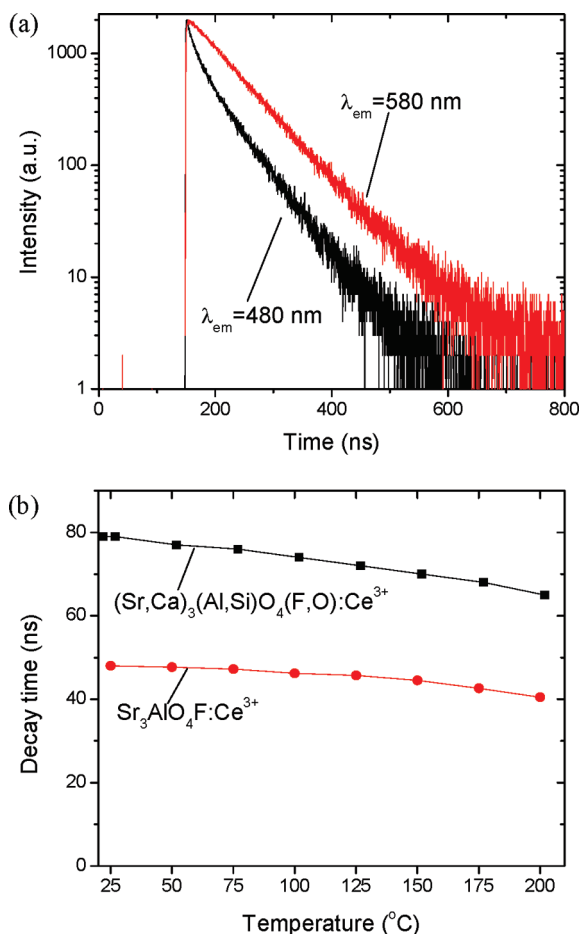 (a)
1000
100
10
1
Intensity (a.u.)
λem=580 nm
λem=480 nm
0 200 400 600 800
Time (ns)
(b)
80
60
40
20
0
Decay time (ns)
(Sr,Ca)3(Al,Si)O4(F,O):Ce3+
Sr3AlO4F:Ce3+
25 50 75 100 125 150 175 200
Temperature (oC)